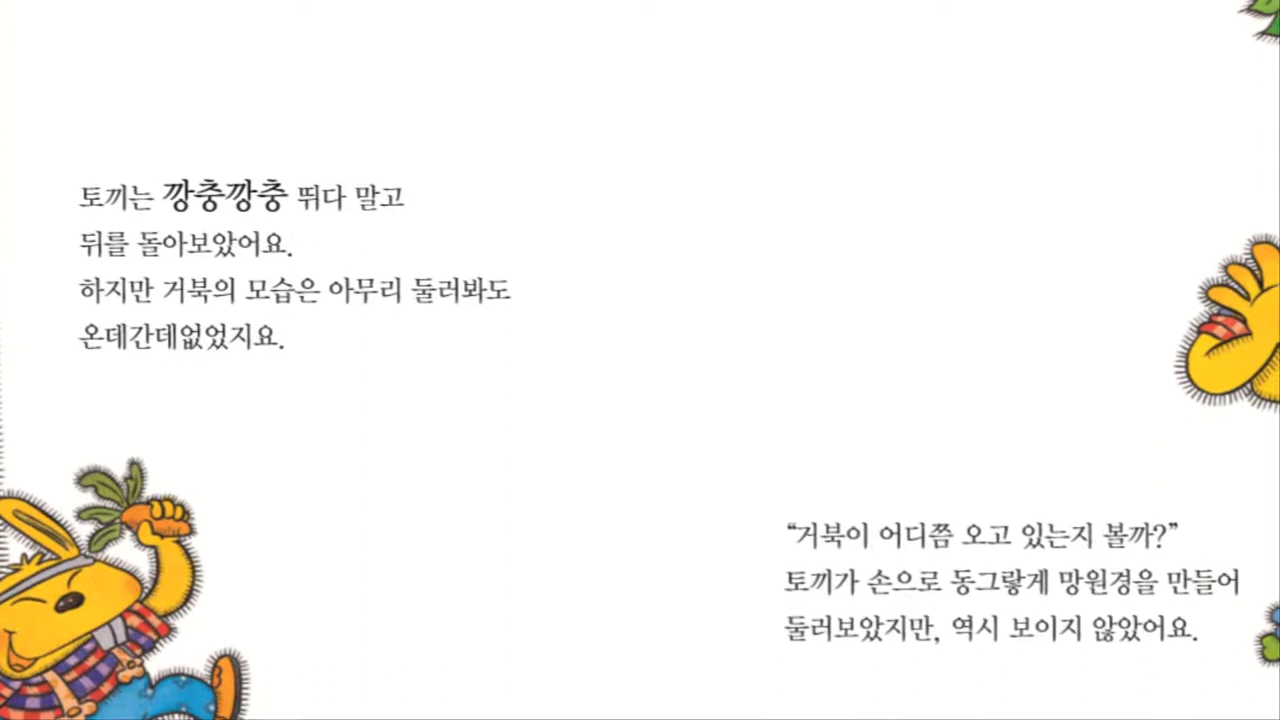 토끼는 깡충깡충 뛰다 말고
뒤를 돌아보았어요.
하지만 거북의 모습은 아무리 둘러봐도
온데간데없었지요.
“거북이 어디쯤 오고 있는지 볼까?”
토끼가 손으로 동그랗게 망원경을 만들어
둘러보았지만, 역시 보이지 않았어요.